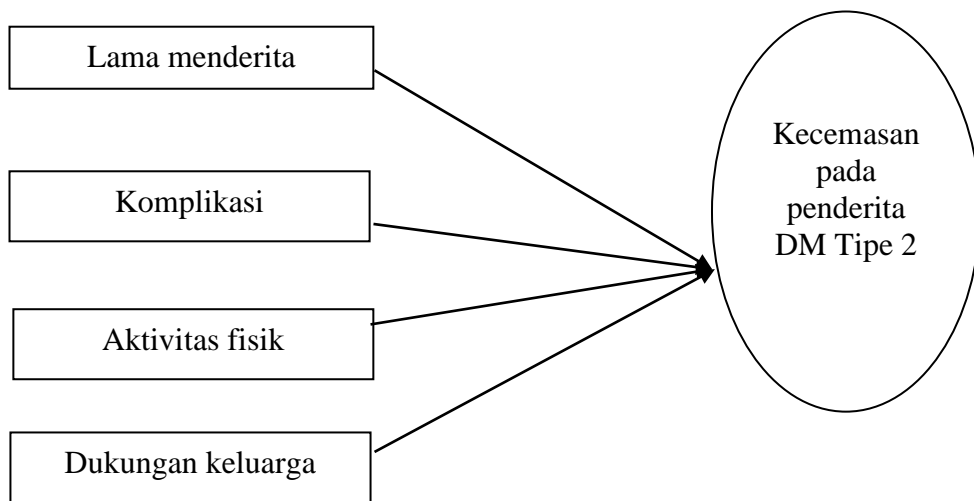 Lama menderita
Komplikasi
Aktivitas fisik
Dukungan keluarga
Kecemasan
pada
penderita
DM Tipe 2